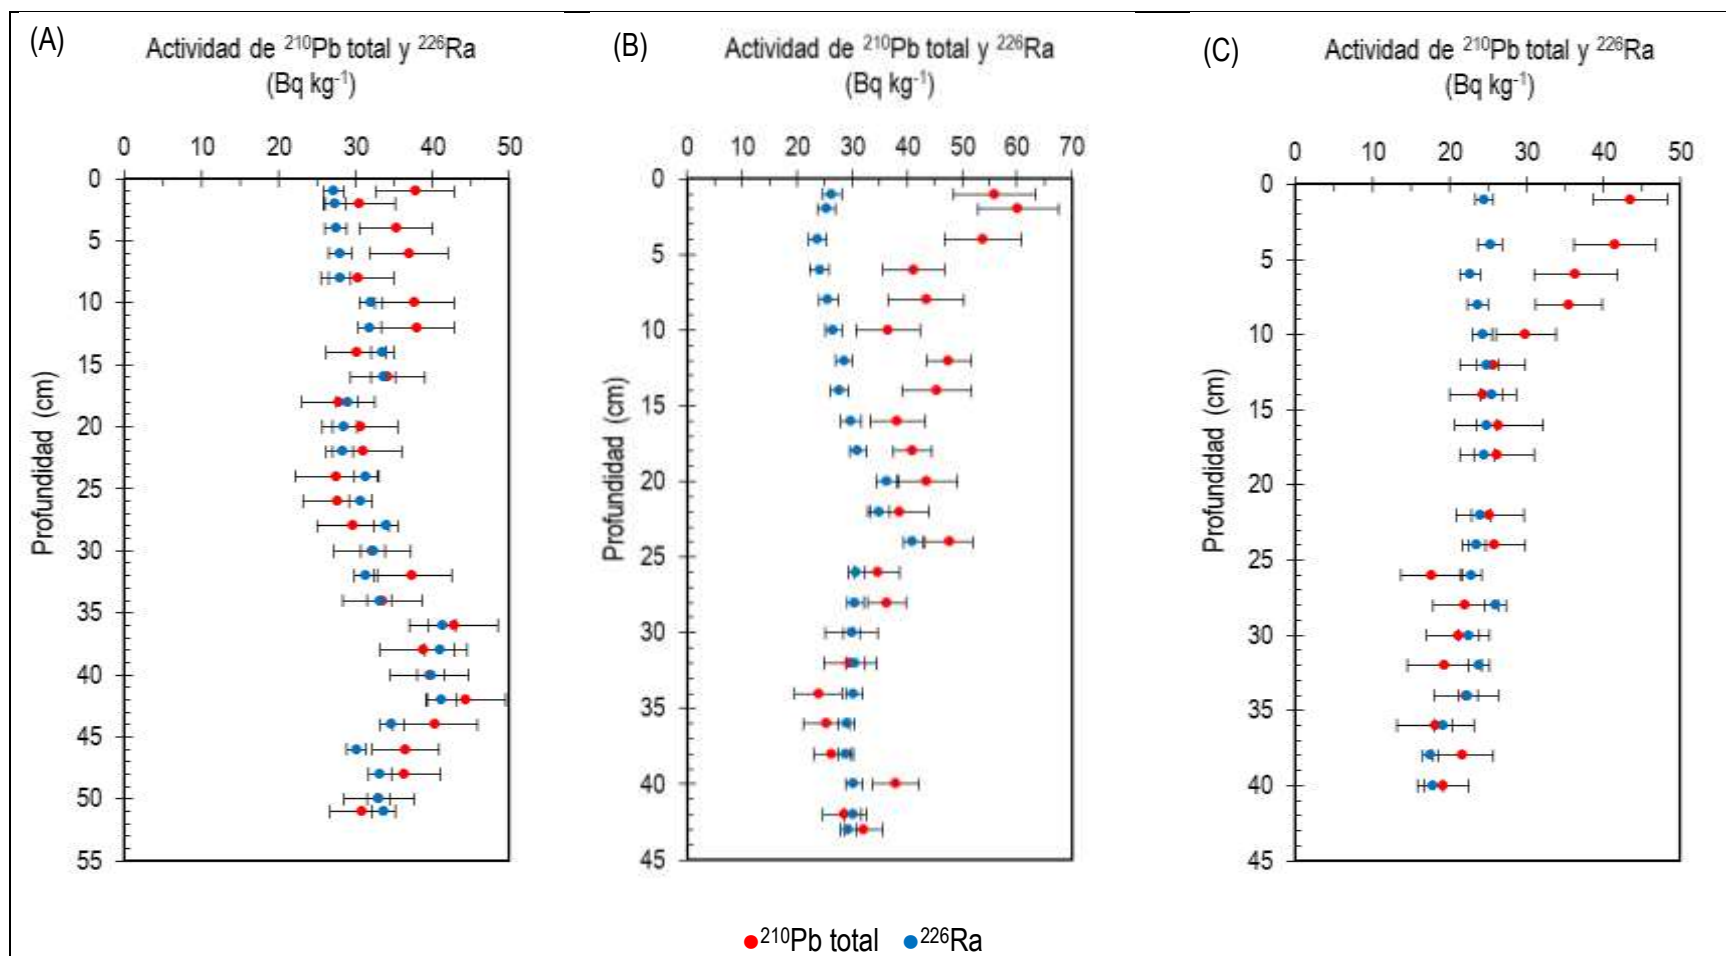 (A)
Actividad de ²¹⁰Pb total y ²²⁶Ra
(Bq kg⁻¹)
0 10 20 30 40 50
0
5
10
15
20
25
30
35
40
45
50
55
Profundidad (cm)
(B)
Actividad de ²¹⁰Pb total y ²²⁶Ra
(Bq kg⁻¹)
0 10 20 30 40 50 60 70
0
5
10
15
20
25
30
35
40
45
Profundidad (cm)
(C)
Actividad de ²¹⁰Pb total y ²²⁶Ra
(Bq kg⁻¹)
0 10 20 30 40 50
0
5
10
15
20
25
30
35
40
45
Profundidad (cm)
²¹⁰Pb total ²²⁶Ra